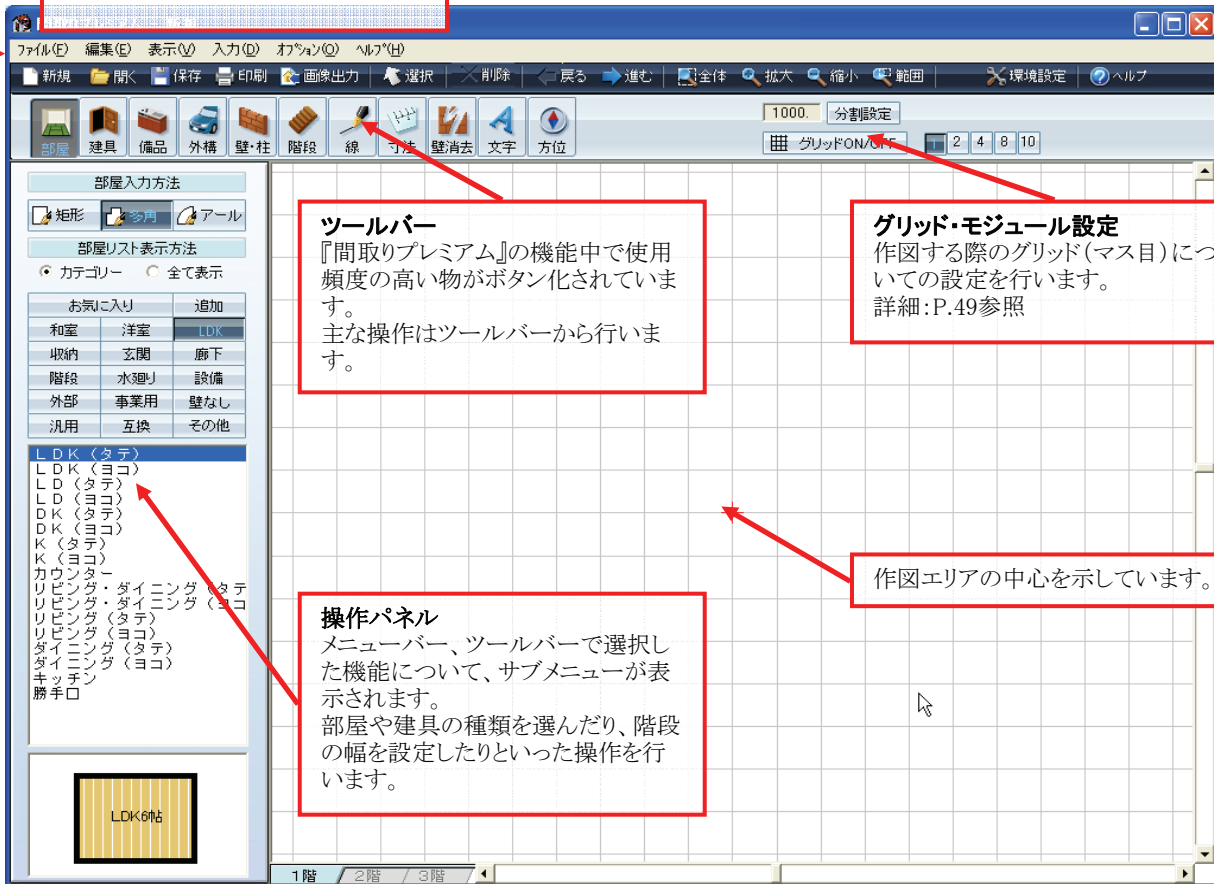 ファイル(F) 編集(E) 表示(V) 入力(D) オプション(O) ヘルプ(H)
新規 開く 保存 印刷 画像出力 選択 削除 戻る 進む 全体 拡大 縮小 範囲 環境設定 ヘルプ
部屋 建具 備品 外構 壁・柱 階段 線 寸法 壁消去 文字 方位
1000. 分割設定
グリッドON/OFF 1 2 4 8 10
部屋入力方法
矩形 多角 アール
部屋リスト表示方法
カテゴリー 全て表示
お気に入り 追加
和室 洋室 LDK
収納 玄関 廊下
階段 水廻り 設備
外部 事業用 壁なし
汎用 互換 その他
LDK(タテ)
LDK(ヨコ)
LD(タテ)
LD(ヨコ)
DK(タテ)
DK(ヨコ)
K(タテ)
K(ヨコ)
カウンター
リビング・ダイニング(タテ
リビング・ダイニング(ヨコ
リビング(タテ)
リビング(ヨコ)
ダイニング(タテ)
ダイニング(ヨコ)
キッチン
勝手口
LDK6帖
ツールバー
『間取りプレミアム』の機能中で使用
頻度の高い物がボタン化されていま
す。
主な操作はツールバーから行いま
す。
グリッド・モジュール設定
作図する際のグリッド(マス目)につ
いての設定を行います。
詳細:P.49参照
作図エリアの中心を示しています。
操作パネル
メニューバー、ツールバーで選択し
た機能について、サブメニューが表
示されます。
部屋や建具の種類を選んだり、階段
の幅を設定したりといった操作を行
います。
1階 2階 3階